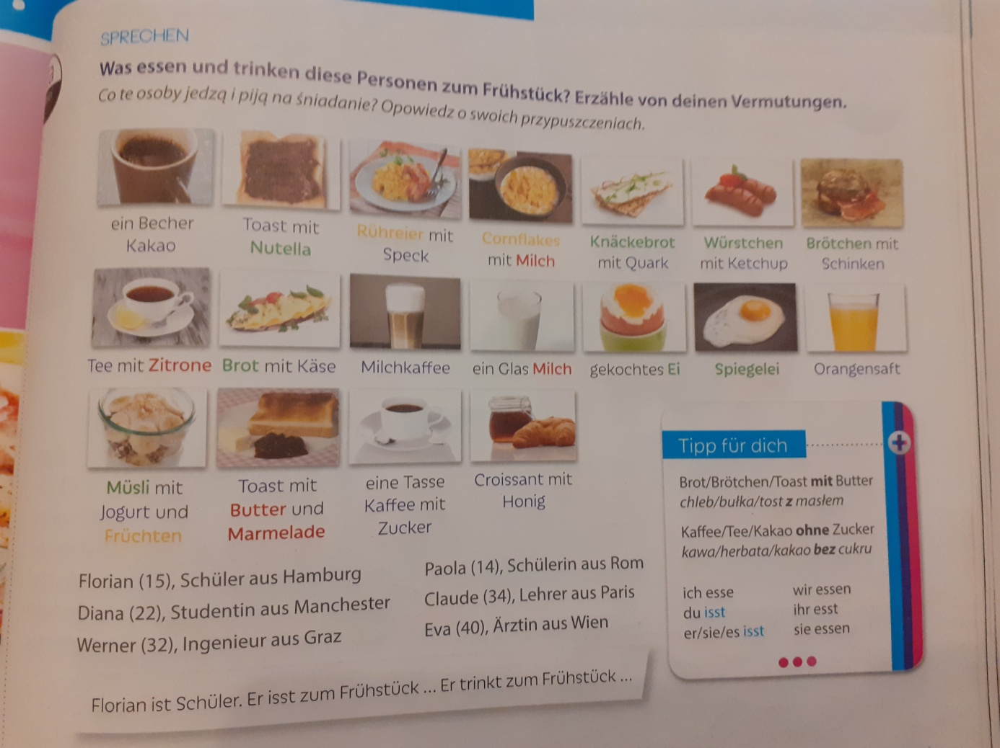 SPRECHEN
Was essen und trinken diese Personen zum Frühstück? Erzähle von deinen Vermutungen.
Co te osoby jedzą i piją na śniadanie? Opowiedz o swoich przypuszczeniach.
ein Becher
Kakao
Toast mit
Nutella
Rühreier mit
Speck
Cornflakes
mit Milch
Knäckebrot
mit Quark
Würstchen
mit Ketchup
Brötchen mit
Schinken
Tee mit Zitrone
Brot mit Käse
Milchkaffee
ein Glas Milch
gekochtes Ei
Spiegelei
Orangensaft
Müsli mit
Jogurt und
Früchten
Toast mit
Butter und
Marmelade
eine Tasse
Kaffee mit
Zucker
Croissant mit
Honig
Florian (15), Schüler aus Hamburg
Diana (22), Studentin aus Manchester
Werner (32), Ingenieur aus Graz
Paola (14), Schülerin aus Rom
Claude (34), Lehrer aus Paris
Eva (40), Ärztin aus Wien
Florian ist Schüler. Er isst zum Frühstück ... Er trinkt zum Frühstück ...
Tipp für dich
Brot/Brötchen/Toast mit Butter
chleb/bułka/tost z masłem
Kaffee/Tee/Kakao ohne Zucker
kawa/herbata/kakao bez cukru
ich esse
du isst
er/sie/es isst
wir essen
ihr esst
sie essen